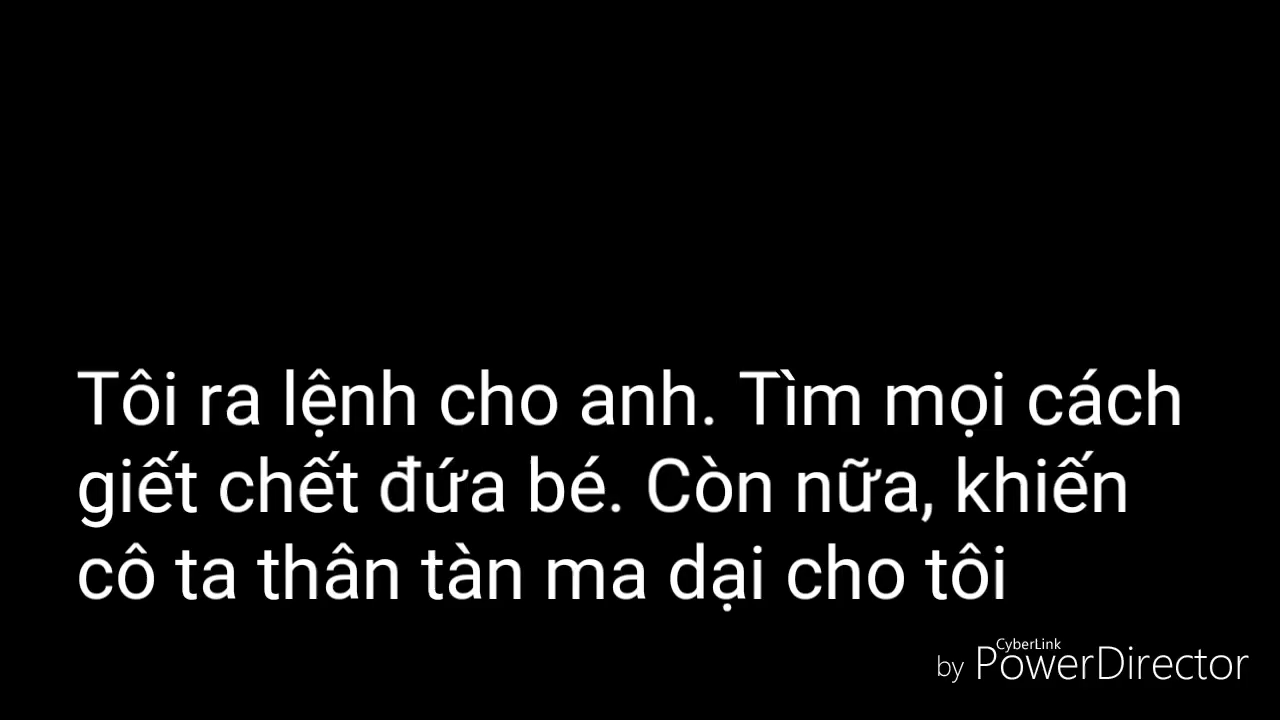 Tôi ra lệnh cho anh. Tìm mọi cách
giết chết đứa bé. Còn nữa, khiến
cô ta thân tàn ma dại cho tôi
CyberLink
by PowerDirector